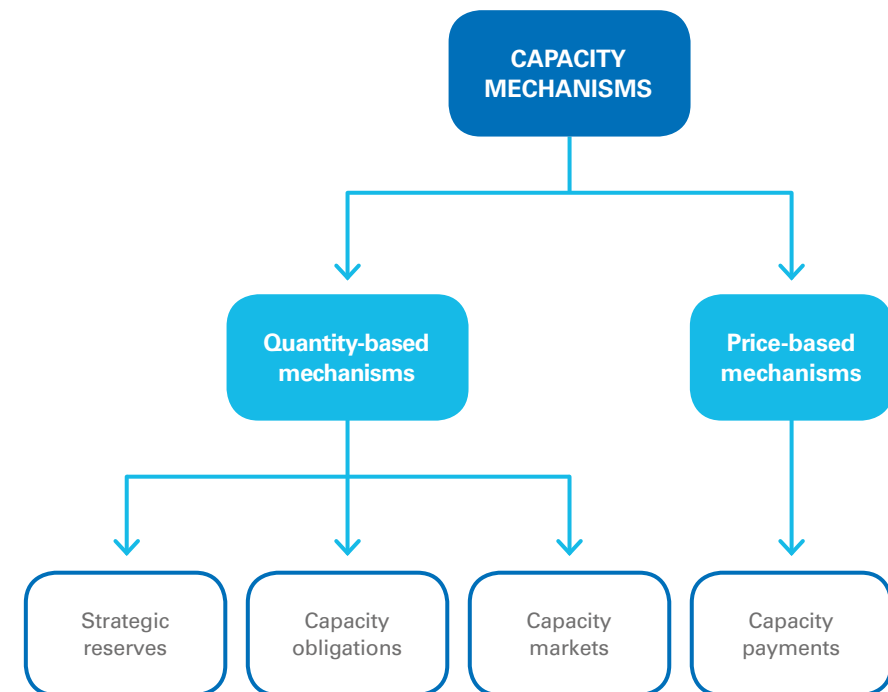 CAPACITY
MECHANISMS
Quantity-based
mechanisms
Price-based
mechanisms
Strategic
reserves
Capacity
obligations
Capacity
markets
Capacity
payments